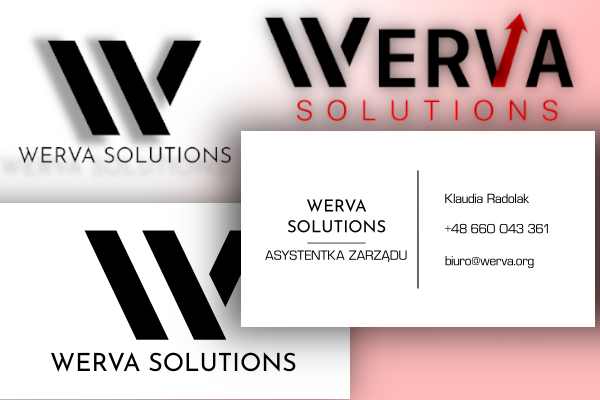 WERVA SOLUTIONS
WERVA
SOLUTIONS
WERVA
SOLUTIONS
ASYSTENTKA ZARZĄDU
Klaudia Radolak
+48 660 043 361
biuro@werva.org
WERVA SOLUTIONS